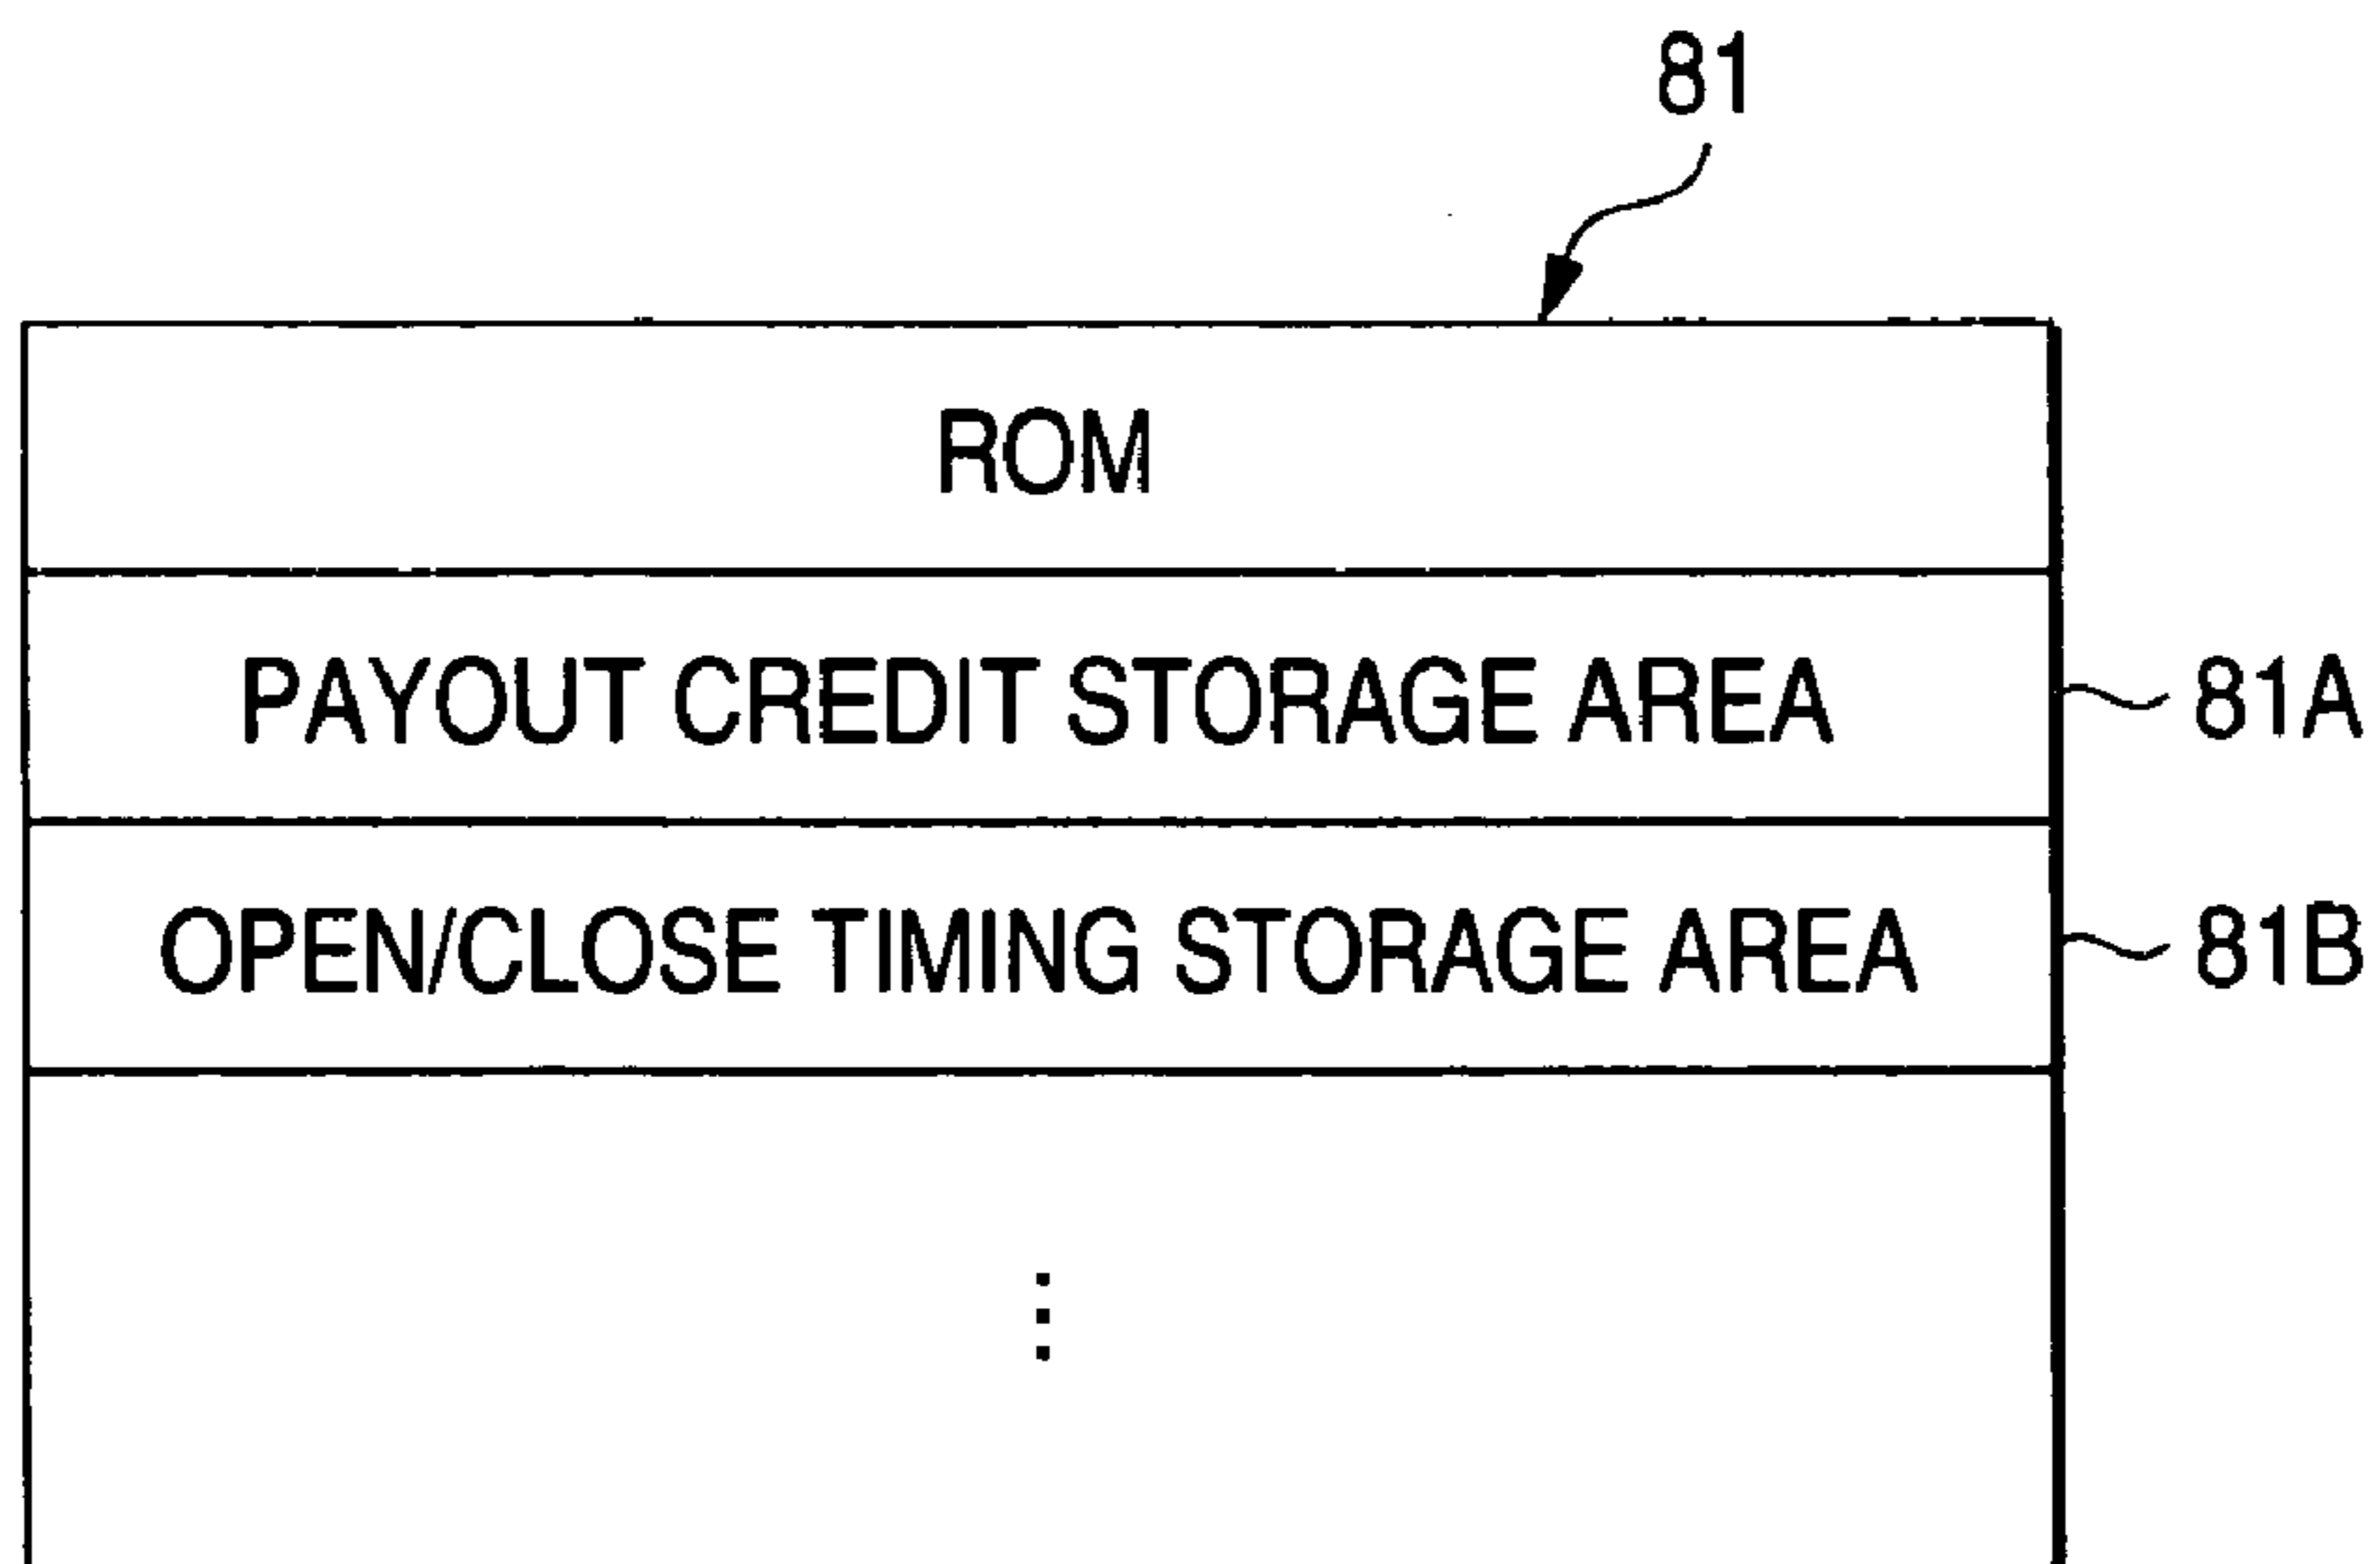 81
ROM
PAYOUT CREDIT STORAGE AREA 81A
OPEN/CLOSE TIMING STORAGE AREA 81B